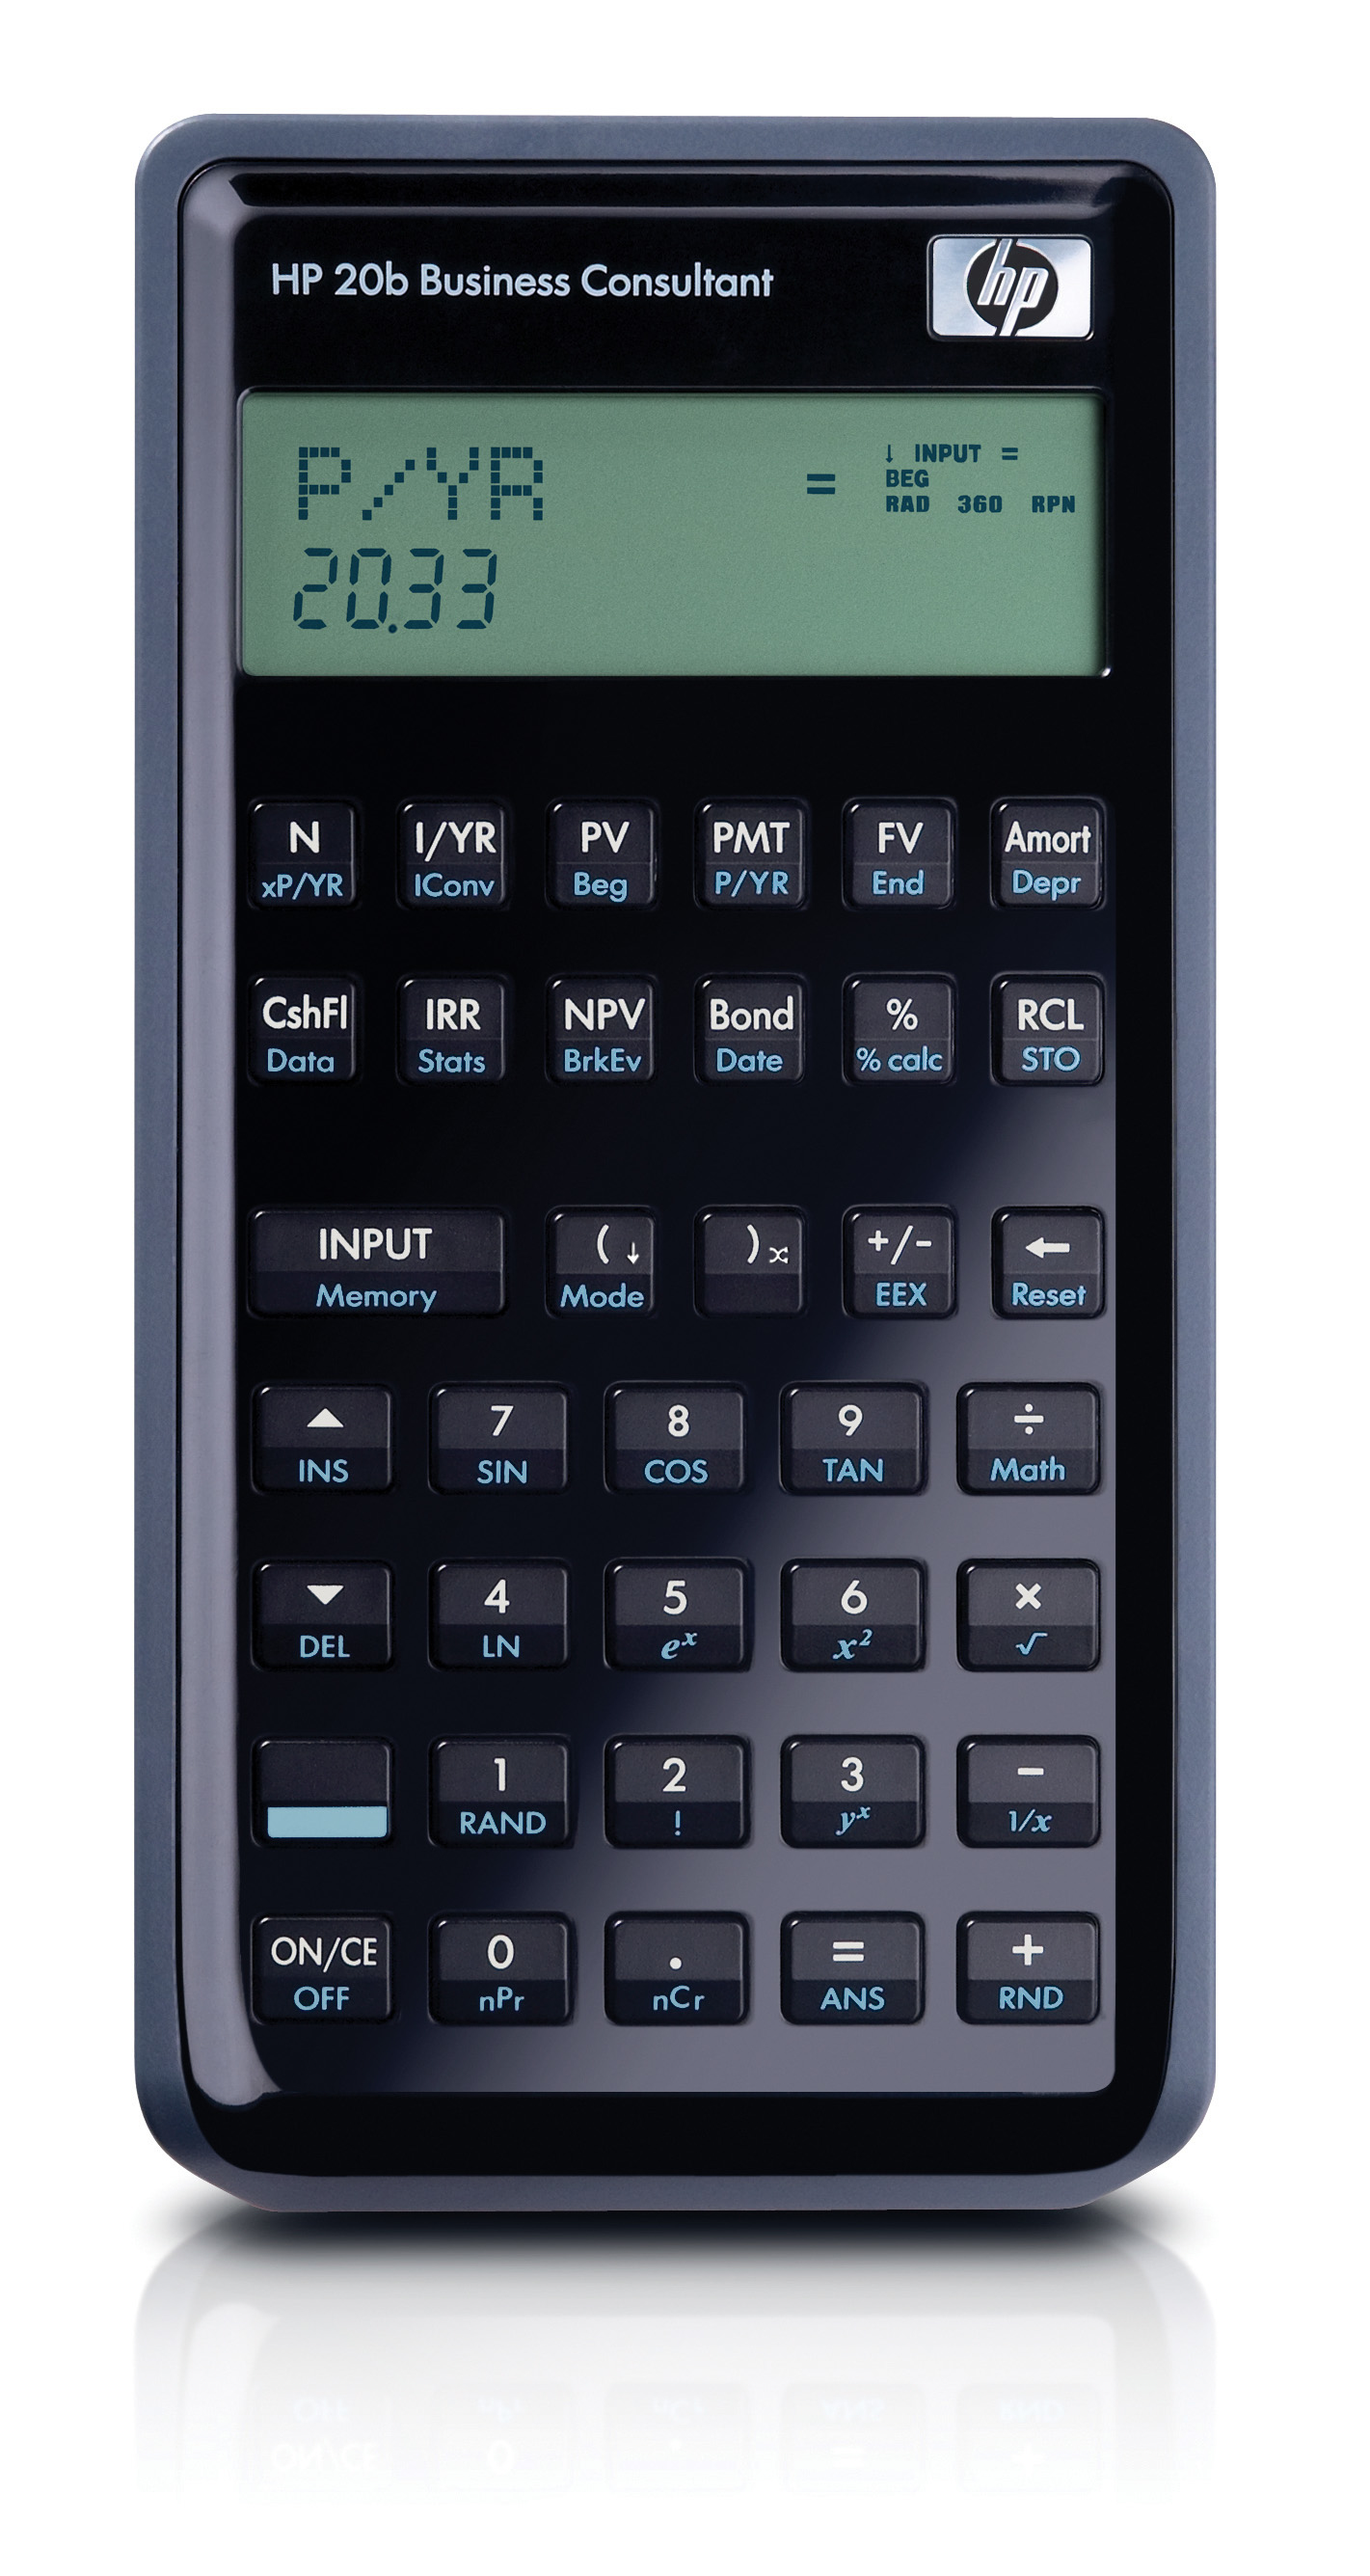 HP 20b Business Consultant
hp
P/YR =
↓ INPUT =
BEG
RAD 360 RPN
20.33
N I/YR PV PMT FV Amort
xP/YR IConv Beg P/YR End Depr
CshFl IRR NPV Bond % RCL
Data Stats BrkEv Date % calc STO
INPUT ( ↓ ) +/- ←
Memory Mode EEX Reset
▲ 7 8 9 ÷
INS SIN COS TAN Math
▼ 4 5 6 ×
DEL LN eˣ x² √
1 2 3 −
RAND ! yˣ 1/x
ON/CE 0 . = +
OFF nPr nCr ANS RND